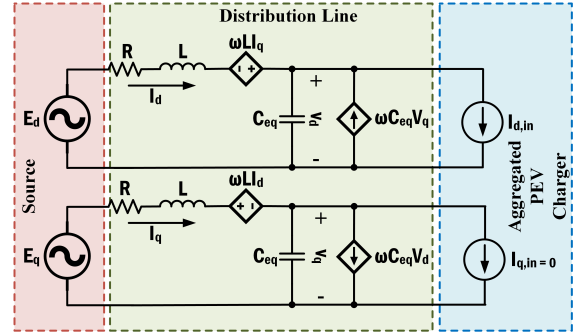 Distribution Line
R
L
ωLIq
+
Id
Ed
Ceq
Vd
ωCeqVq
Id,in
-
Source
R
L
ωLId
+
Iq
Eq
Ceq
Vq
ωCeqVd
Iq,in = 0
-
Aggregated
PEV
Charger